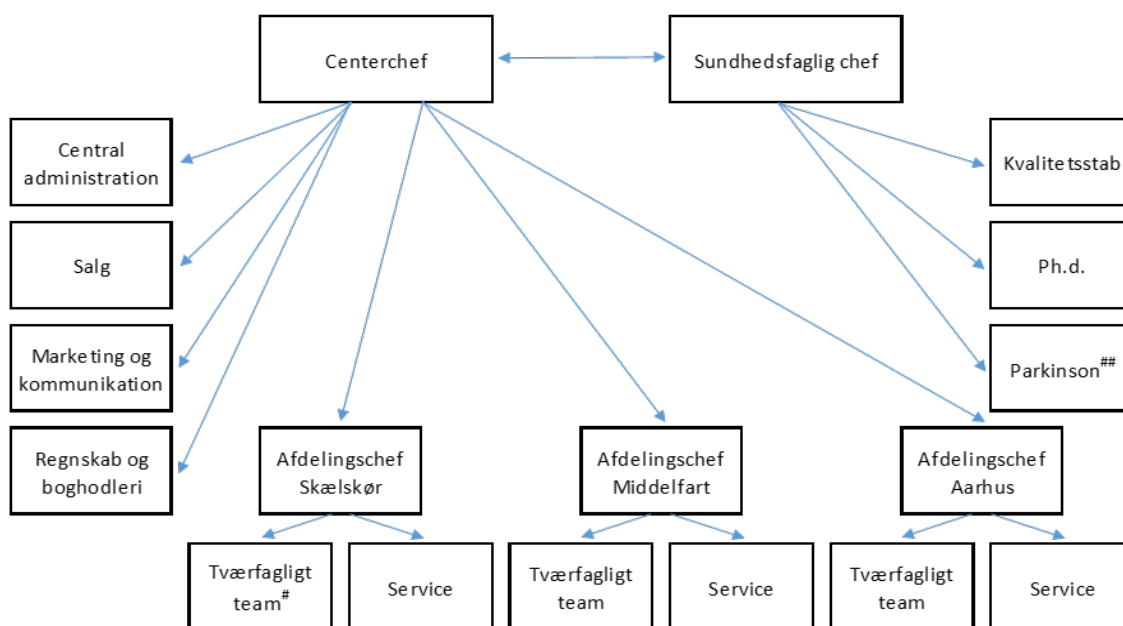 Centerchef
Sundhedsfaglig chef
Central
administration
Kvalitetsstab
Salg
Ph.d.
Marketing og
kommunikation
Parkinson##
Regnskab og
boghodleri
Afdelingschef
Skælskør
Afdelingschef
Middelfart
Afdelingschef
Aarhus
Tværfagligt
team#
Service
Tværfagligt
team
Service
Tværfagligt
team
Service